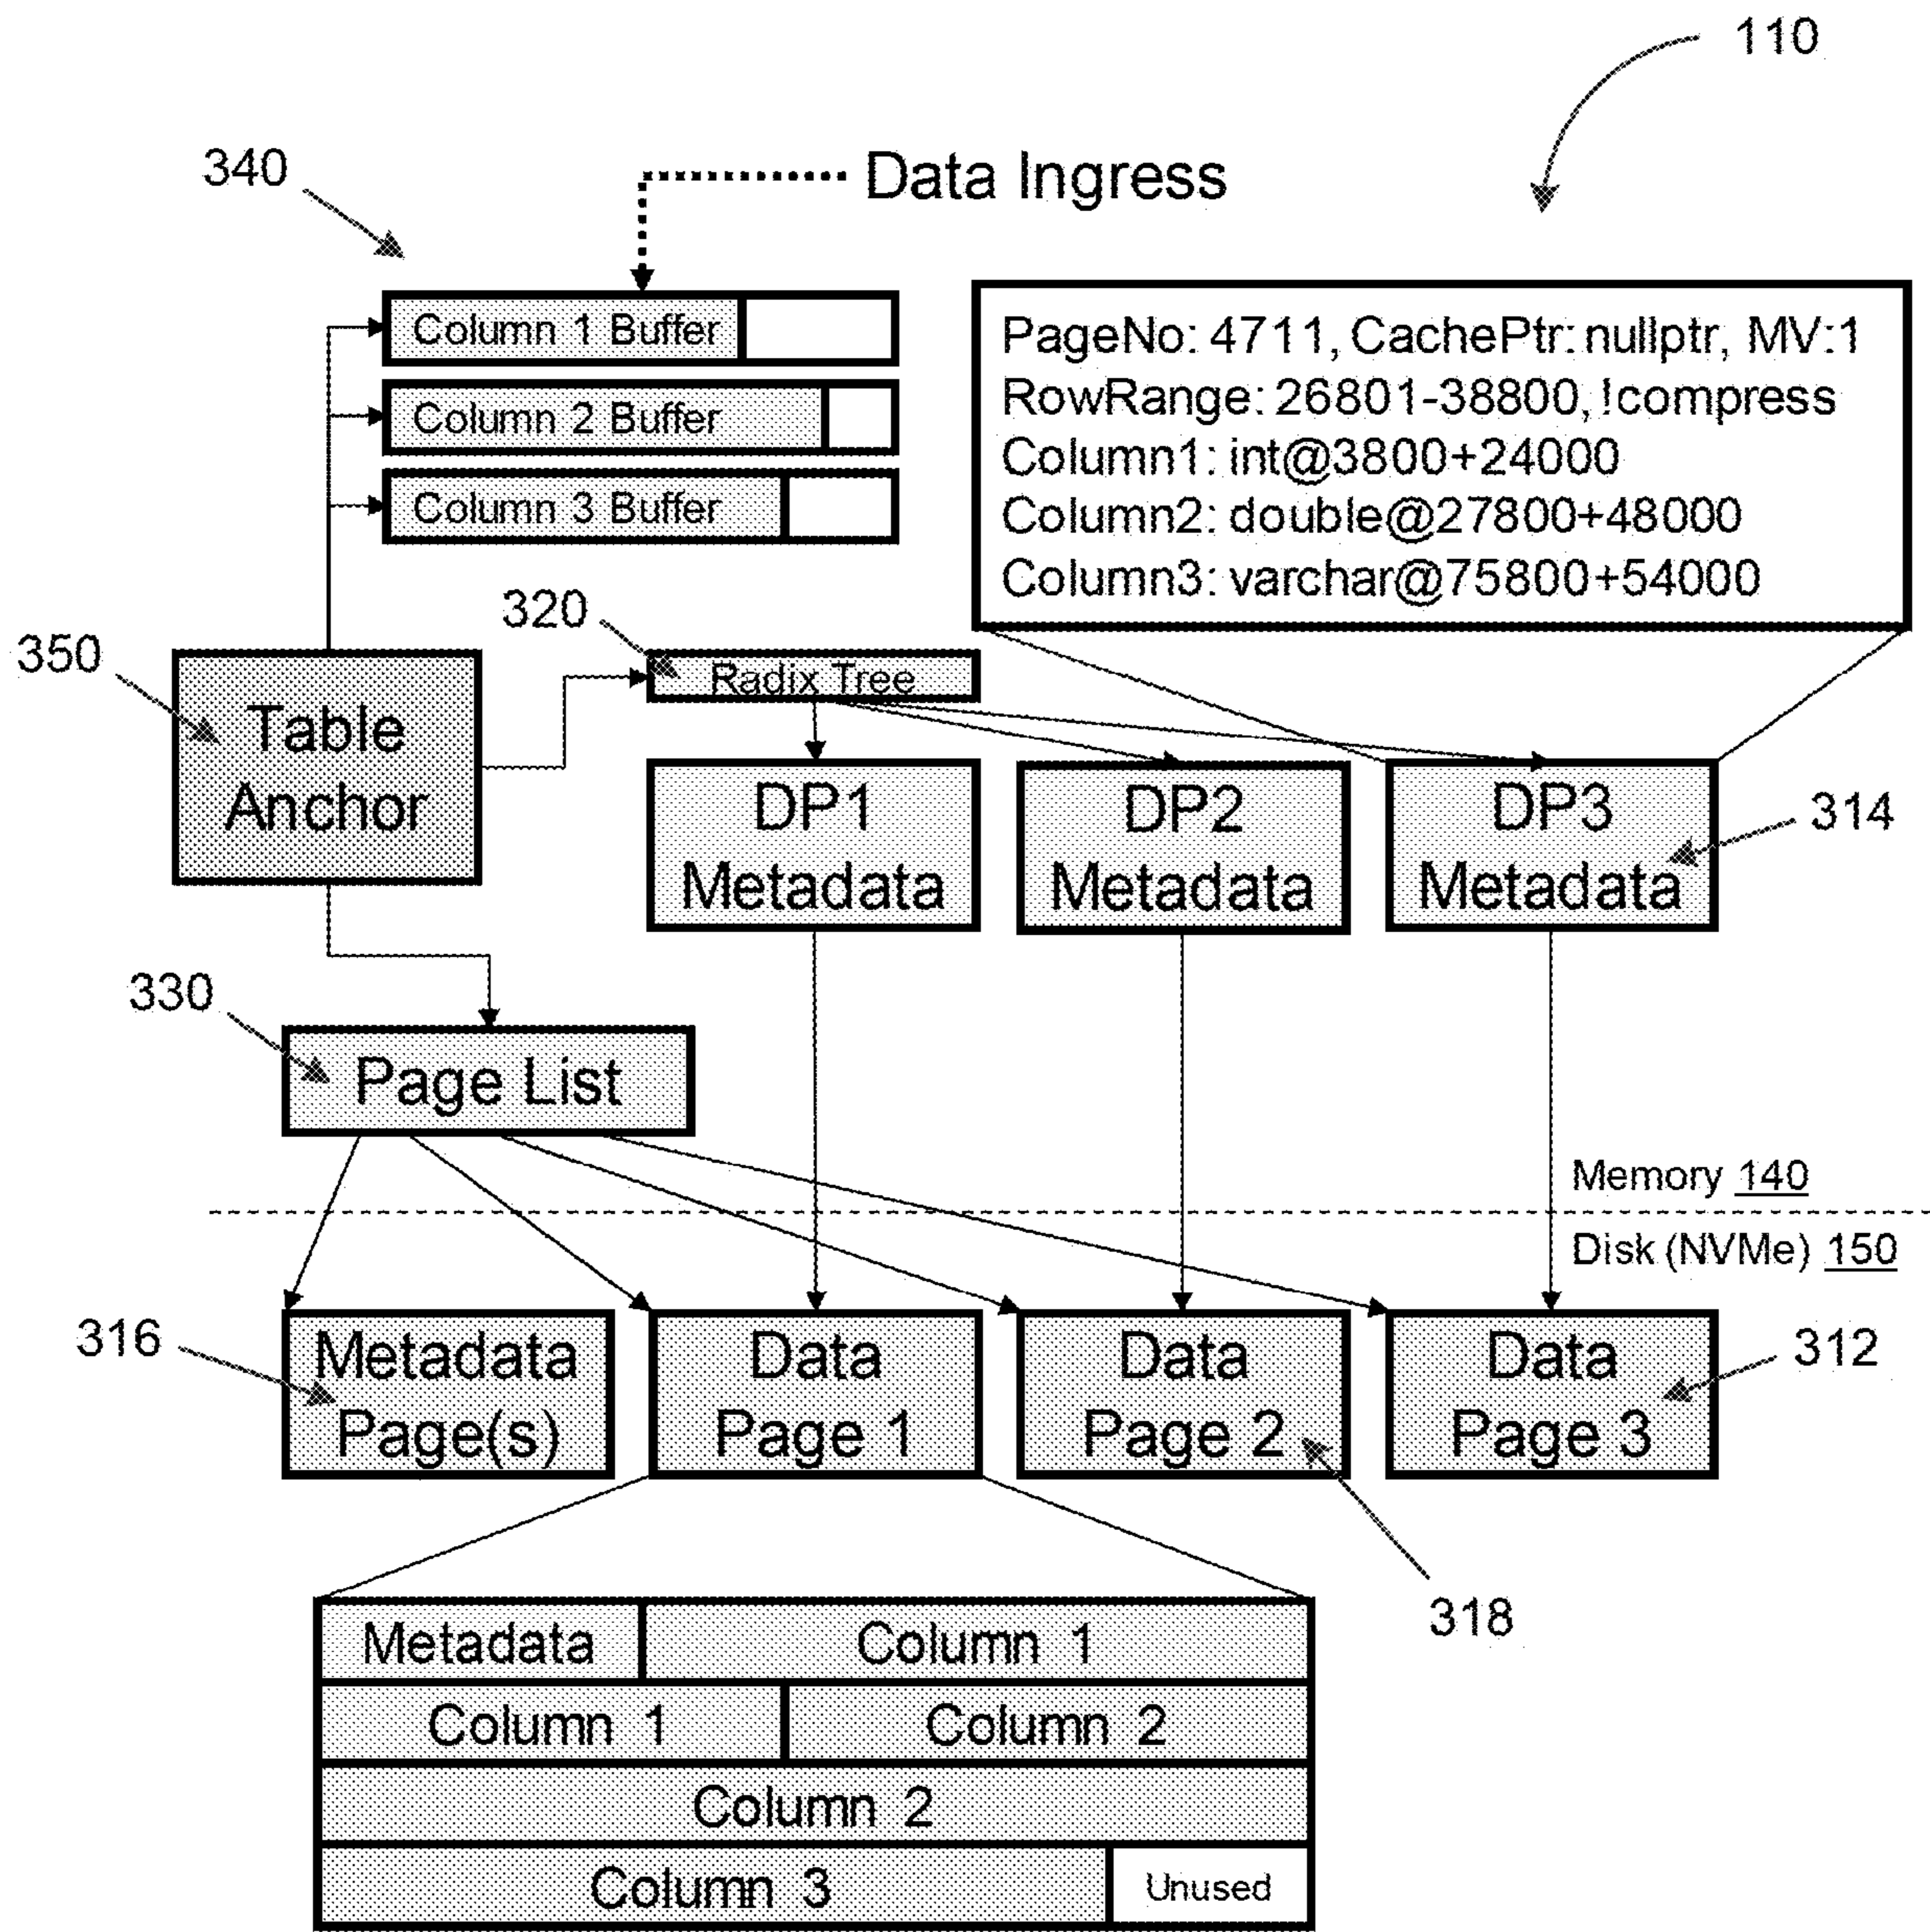 110
340
Data Ingress
Column 1 Buffer
Column 2 Buffer
Column 3 Buffer
PageNo: 4711, CachePtr: nullptr, MV:1
RowRange: 26801-38800, !compress
Column1: int@3800+24000
Column2: double@27800+48000
Column3: varchar@75800+54000
320
350
Radix Tree
Table
Anchor
DP1
Metadata
DP2
Metadata
DP3
Metadata
314
330
Page List
Memory 140
Disk (NVMe) 150
316
Metadata
Page(s)
Data
Page 1
Data
Page 2
Data
Page 3
312
318
Metadata
Column 1
Column 1
Column 2
Column 2
Column 3
Unused